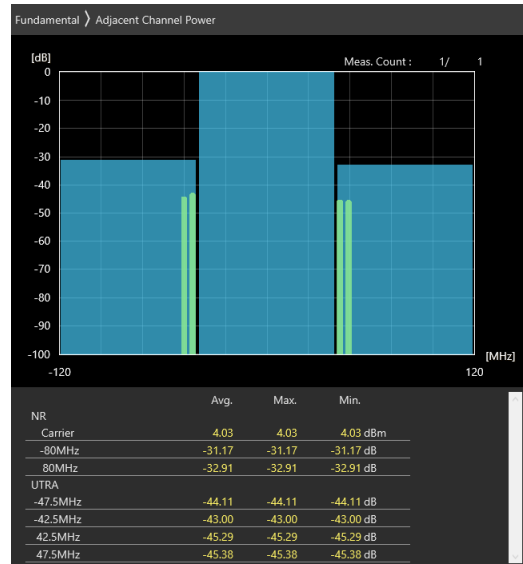 Fundamental 〉 Adjacent Channel Power
[dB]
Meas. Count : 1/ 1
0
-10
-20
-30
-40
-50
-60
-70
-80
-90
-100
[MHz]
-120 120
Avg. Max. Min.
NR
Carrier 4.03 4.03 4.03 dBm
-80MHz -31.17 -31.17 -31.17 dB
80MHz -32.91 -32.91 -32.91 dB
UTRA
-47.5MHz -44.11 -44.11 -44.11 dB
-42.5MHz -43.00 -43.00 -43.00 dB
42.5MHz -45.29 -45.29 -45.29 dB
47.5MHz -45.38 -45.38 -45.38 dB